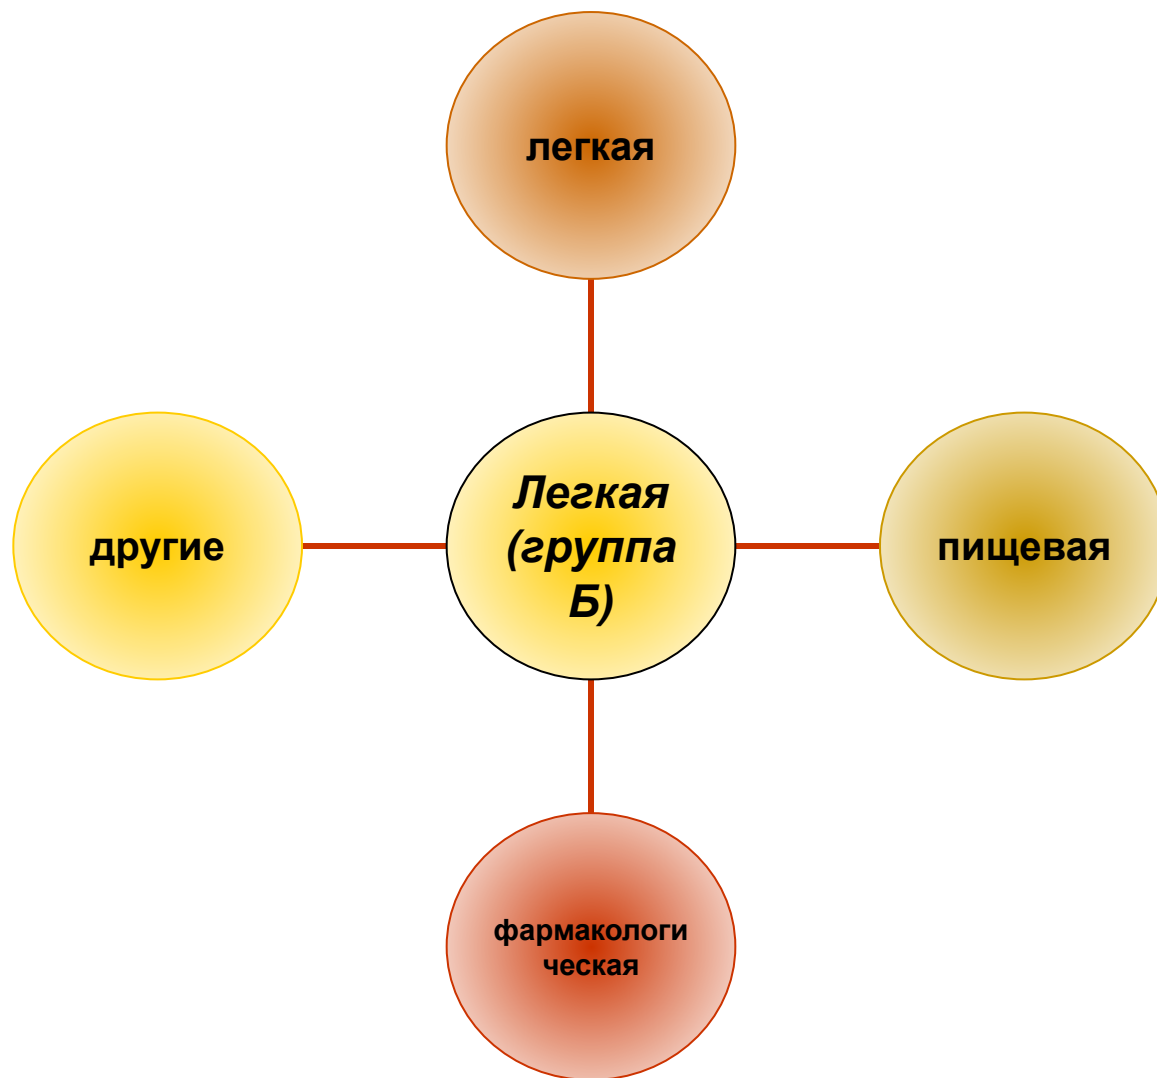 легкая
другие
Легкая
(группа
Б)
пищевая
фармакологи
ческая